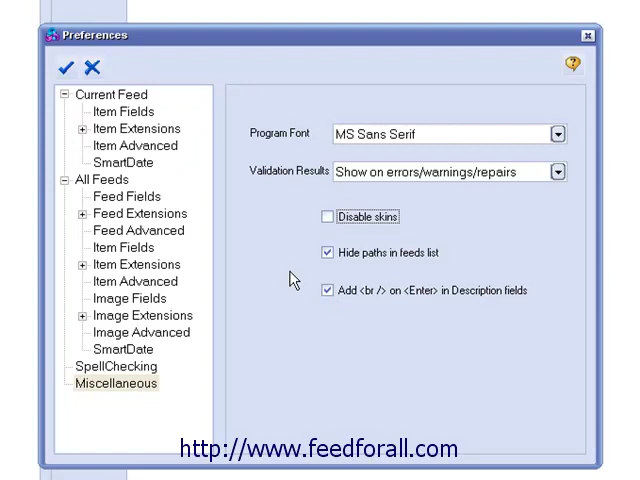 Preferences
Current Feed
Item Fields
Item Extensions
Item Advanced
SmartDate
All Feeds
Feed Fields
Feed Extensions
Feed Advanced
Item Fields
Item Extensions
Item Advanced
Image Fields
Image Extensions
Image Advanced
SmartDate
SpellChecking
Miscellaneous
Program Font MS Sans Serif
Validation Results Show on errors/warnings/repairs
Disable skins
Hide paths in feeds list
Add <br /> on <Enter> in Description fields
http://www.feedforall.com